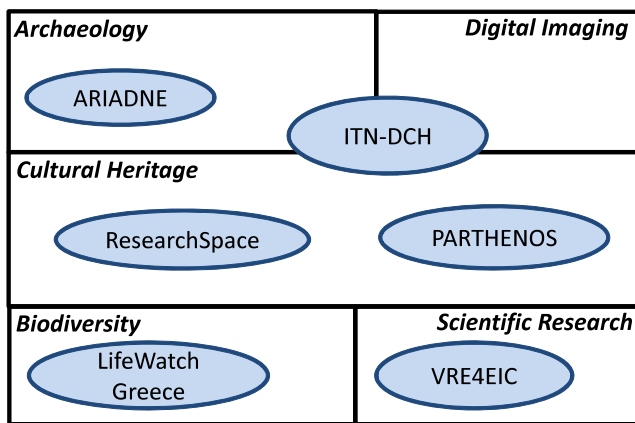 Archaeology
Digital Imaging
ARIADNE
ITN-DCH
Cultural Heritage
ResearchSpace
PARTHENOS
Biodiversity
Scientific Research
LifeWatch
Greece
VRE4EIC